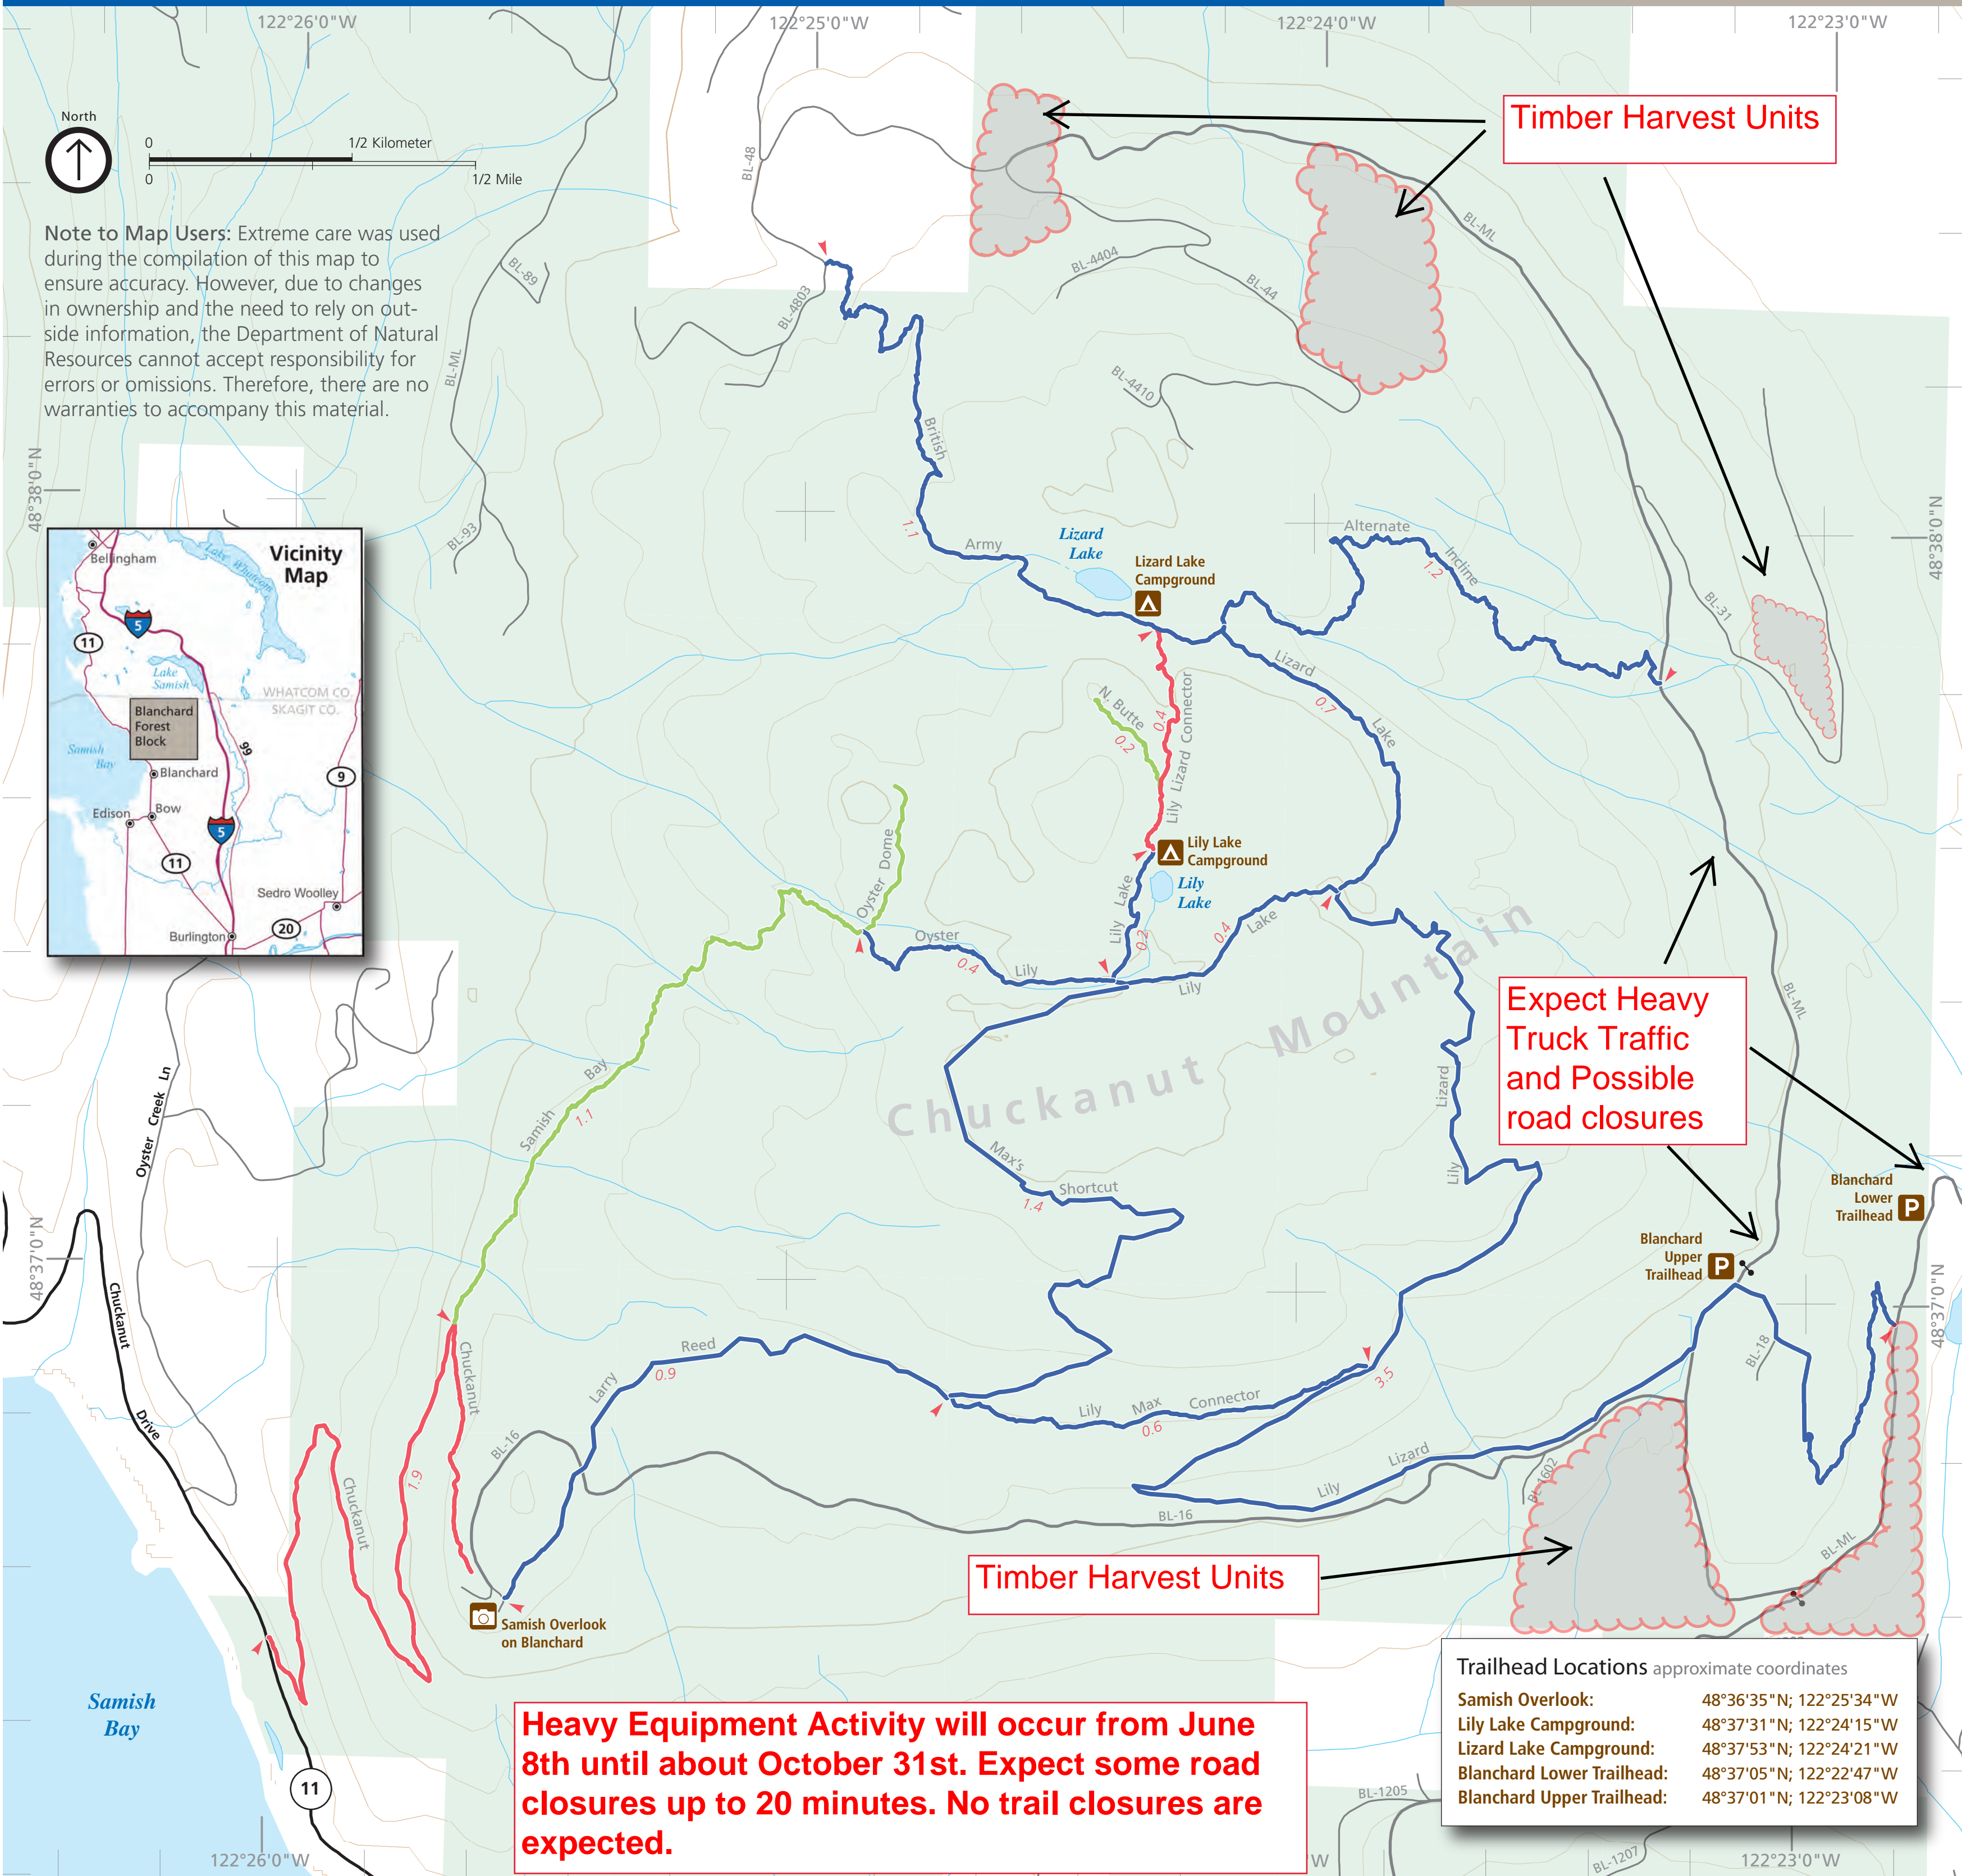 122°26'0"W
122°25'0"W
122°24'0"W
122°23'0"W
North
0
1/2 Kilometer
0
1/2 Mile
Note to Map Users: Extreme care was used
during the compilation of this map to
ensure accuracy. However, due to changes
in ownership and the need to rely on out-
side information, the Department of Natural
Resources cannot accept responsibility for
errors or omissions. Therefore, there are no
warranties to accompany this material.
Timber Harvest Units
BL-48
BL-89
BL-ML
BL-93
BL-4803
BL-4404
BL-44
BL-4410
BL-ML
BL-31
48°38'0"N
48°38'0"N
British
1.1
Army
Lizard
Lake
Lizard Lake
Campground
Alternate
Incline
1.2
Vicinity
Map
Bellingham
Lake Whatcom
5
11
Lake
Samish
WHATCOM CO.
SKAGIT CO.
Blanchard
Forest
Block
Samish
Bay
99
9
Blanchard
Edison
Bow
5
11
Sedro Woolley
20
Burlington
N. Butte
0.2
0.4
Lily Lizard Connector
Lizard
0.7
Lake
Lily Lake
Campground
Lily
Lake
Oyster Dome
Oyster
0.4
Lily
Lily Lake
0.2
Lily
0.4
Lake
Chuckanut Mountain
Expect Heavy
Truck Traffic
and Possible
road closures
BL-ML
Oyster Creek Ln
Samish
Bay
1.1
Max's
Shortcut
1.4
Lizard
Lily
Blanchard
Lower
Trailhead
P
Blanchard
Upper
Trailhead
P
48°37'0"N
48°37'0"N
Chuckanut
Drive
Chuckanut
1.9
Chuckanut
Larry
Reed
0.9
Lily
Max
Connector
0.6
3.5
BL-18
BL-16
BL-16
Lily
Lizard
BL-1602
BL-ML
Timber Harvest Units
Samish Overlook
on Blanchard
Samish
Bay
11
Heavy Equipment Activity will occur from June
8th until about October 31st. Expect some road
closures up to 20 minutes. No trail closures are
expected.
Trailhead Locations approximate coordinates
Samish Overlook: 48°36'35"N; 122°25'34"W
Lily Lake Campground: 48°37'31"N; 122°24'15"W
Lizard Lake Campground: 48°37'53"N; 122°24'21"W
Blanchard Lower Trailhead: 48°37'05"N; 122°22'47"W
Blanchard Upper Trailhead: 48°37'01"N; 122°23'08"W
BL-1205
BL-1207
122°26'0"W
W
122°23'0"W